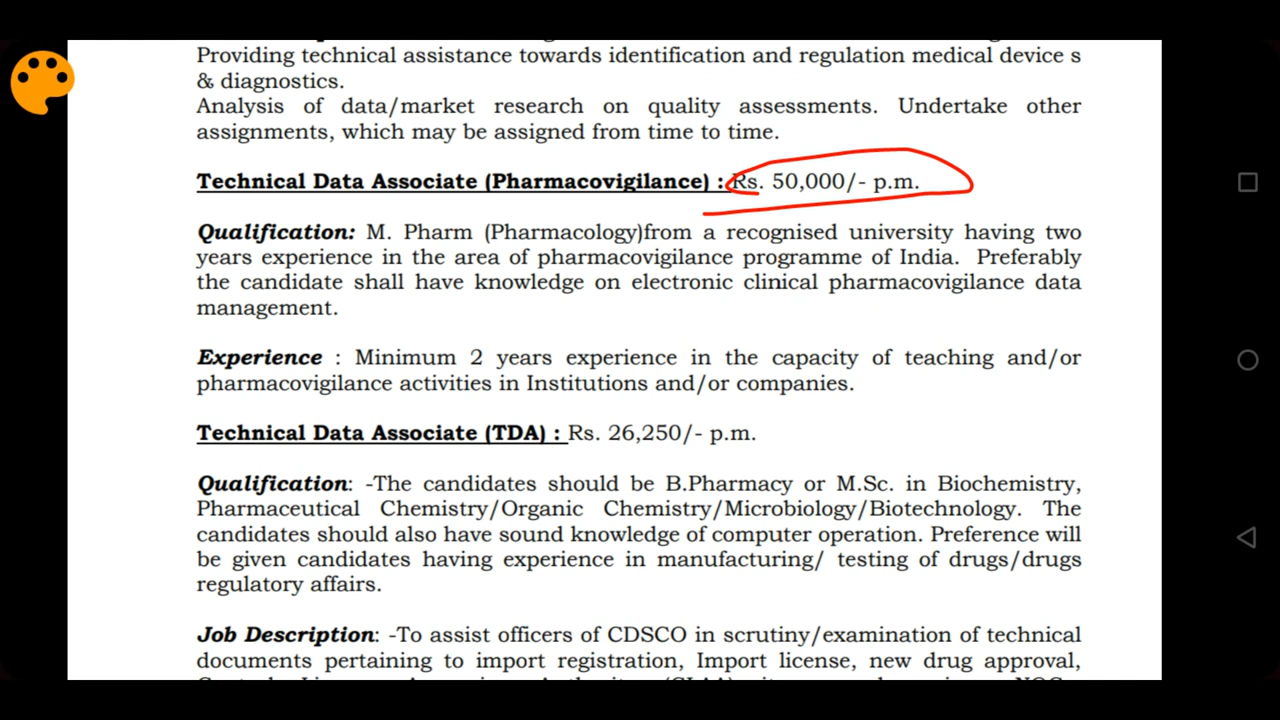 Providing technical assistance towards identification and regulation medical device s
& diagnostics.
Analysis of data/market research on quality assessments. Undertake other
assignments, which may be assigned from time to time.
Technical Data Associate (Pharmacovigilance) : Rs. 50,000/- p.m.
Qualification: M. Pharm (Pharmacology)from a recognised university having two
years experience in the area of pharmacovigilance programme of India. Preferably
the candidate shall have knowledge on electronic clinical pharmacovigilance data
management.
Experience : Minimum 2 years experience in the capacity of teaching and/or
pharmacovigilance activities in Institutions and/or companies.
Technical Data Associate (TDA) : Rs. 26,250/- p.m.
Qualification: -The candidates should be B.Pharmacy or M.Sc. in Biochemistry,
Pharmaceutical Chemistry/Organic Chemistry/Microbiology/Biotechnology. The
candidates should also have sound knowledge of computer operation. Preference will
be given candidates having experience in manufacturing/ testing of drugs/drugs
regulatory affairs.
Job Description: -To assist officers of CDSCO in scrutiny/examination of technical
documents pertaining to import registration, Import license, new drug approval,